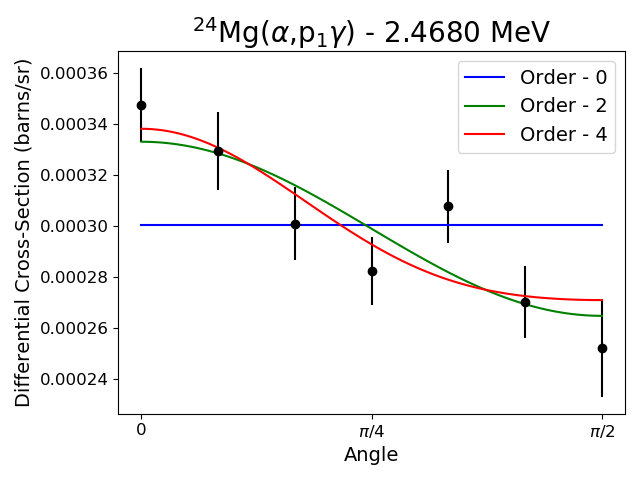 ²⁴Mg(α,p₁γ) - 2.4680 MeV
Order - 0
Order - 2
Order - 4
Differential Cross-Section (barns/sr)
0.00036
0.00034
0.00032
0.00030
0.00028
0.00026
0.00024
0 π/4 π/2
Angle